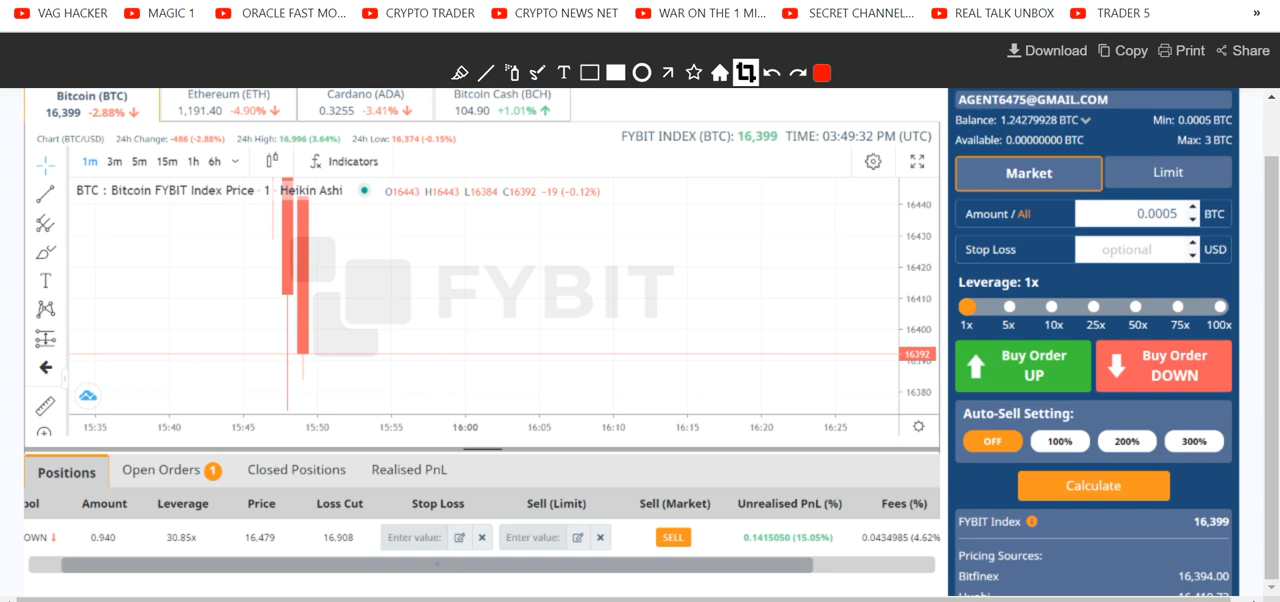 VAG HACKER MAGIC 1 ORACLE FAST MO... CRYPTO TRADER CRYPTO NEWS NET WAR ON THE 1 MI... SECRET CHANNEL... REAL TALK UNBOX TRADER 5 »
Download Copy Print Share
Bitcoin (BTC) Ethereum (ETH) Cardano (ADA) Bitcoin Cash (BCH)
16,399 -2.88% 1,191.40 -4.90% 0.3255 -3.41% 104.90 +1.01%
Chart (BTC/USD) 24h Change: -486 (-2.88%) 24h High: 16,996 (3.64%) 24h Low: 16,374 (-0.15%) FYBIT INDEX (BTC): 16,399 TIME: 03:49:32 PM (UTC)
1m 3m 5m 15m 1h 6h Indicators
BTC : Bitcoin FYBIT Index Price · 1 · Heikin Ashi O16443 H16443 L16384 C16392 -19 (-0.12%)
16440
16430
16420
16410
16400
16392
16390
16380
FYBIT
15:35 15:40 15:45 15:50 15:55 16:00 16:05 16:10 16:15 16:20 16:25
Positions Open Orders 1 Closed Positions Realised PnL
ool Amount Leverage Price Loss Cut Stop Loss Sell (Limit) Sell (Market) Unrealised PnL (%) Fees (%)
OWN 0.940 30.85x 16.479 16.908 Enter value: Enter value: SELL 0.1415050 (15.05%) 0.0434985 (4.62%
AGENT6475@GMAIL.COM
Balance: 1.24279928 BTC Min: 0.0005 BTC
Available: 0.00000000 BTC Max: 3 BTC
Market Limit
Amount / All 0.0005 BTC
Stop Loss optional USD
Leverage: 1x
1x 5x 10x 25x 50x 75x 100x
Buy Order UP
Buy Order DOWN
Auto-Sell Setting:
OFF 100% 200% 300%
Calculate
FYBIT Index 16,399
Pricing Sources:
Bitfinex 16,394.00